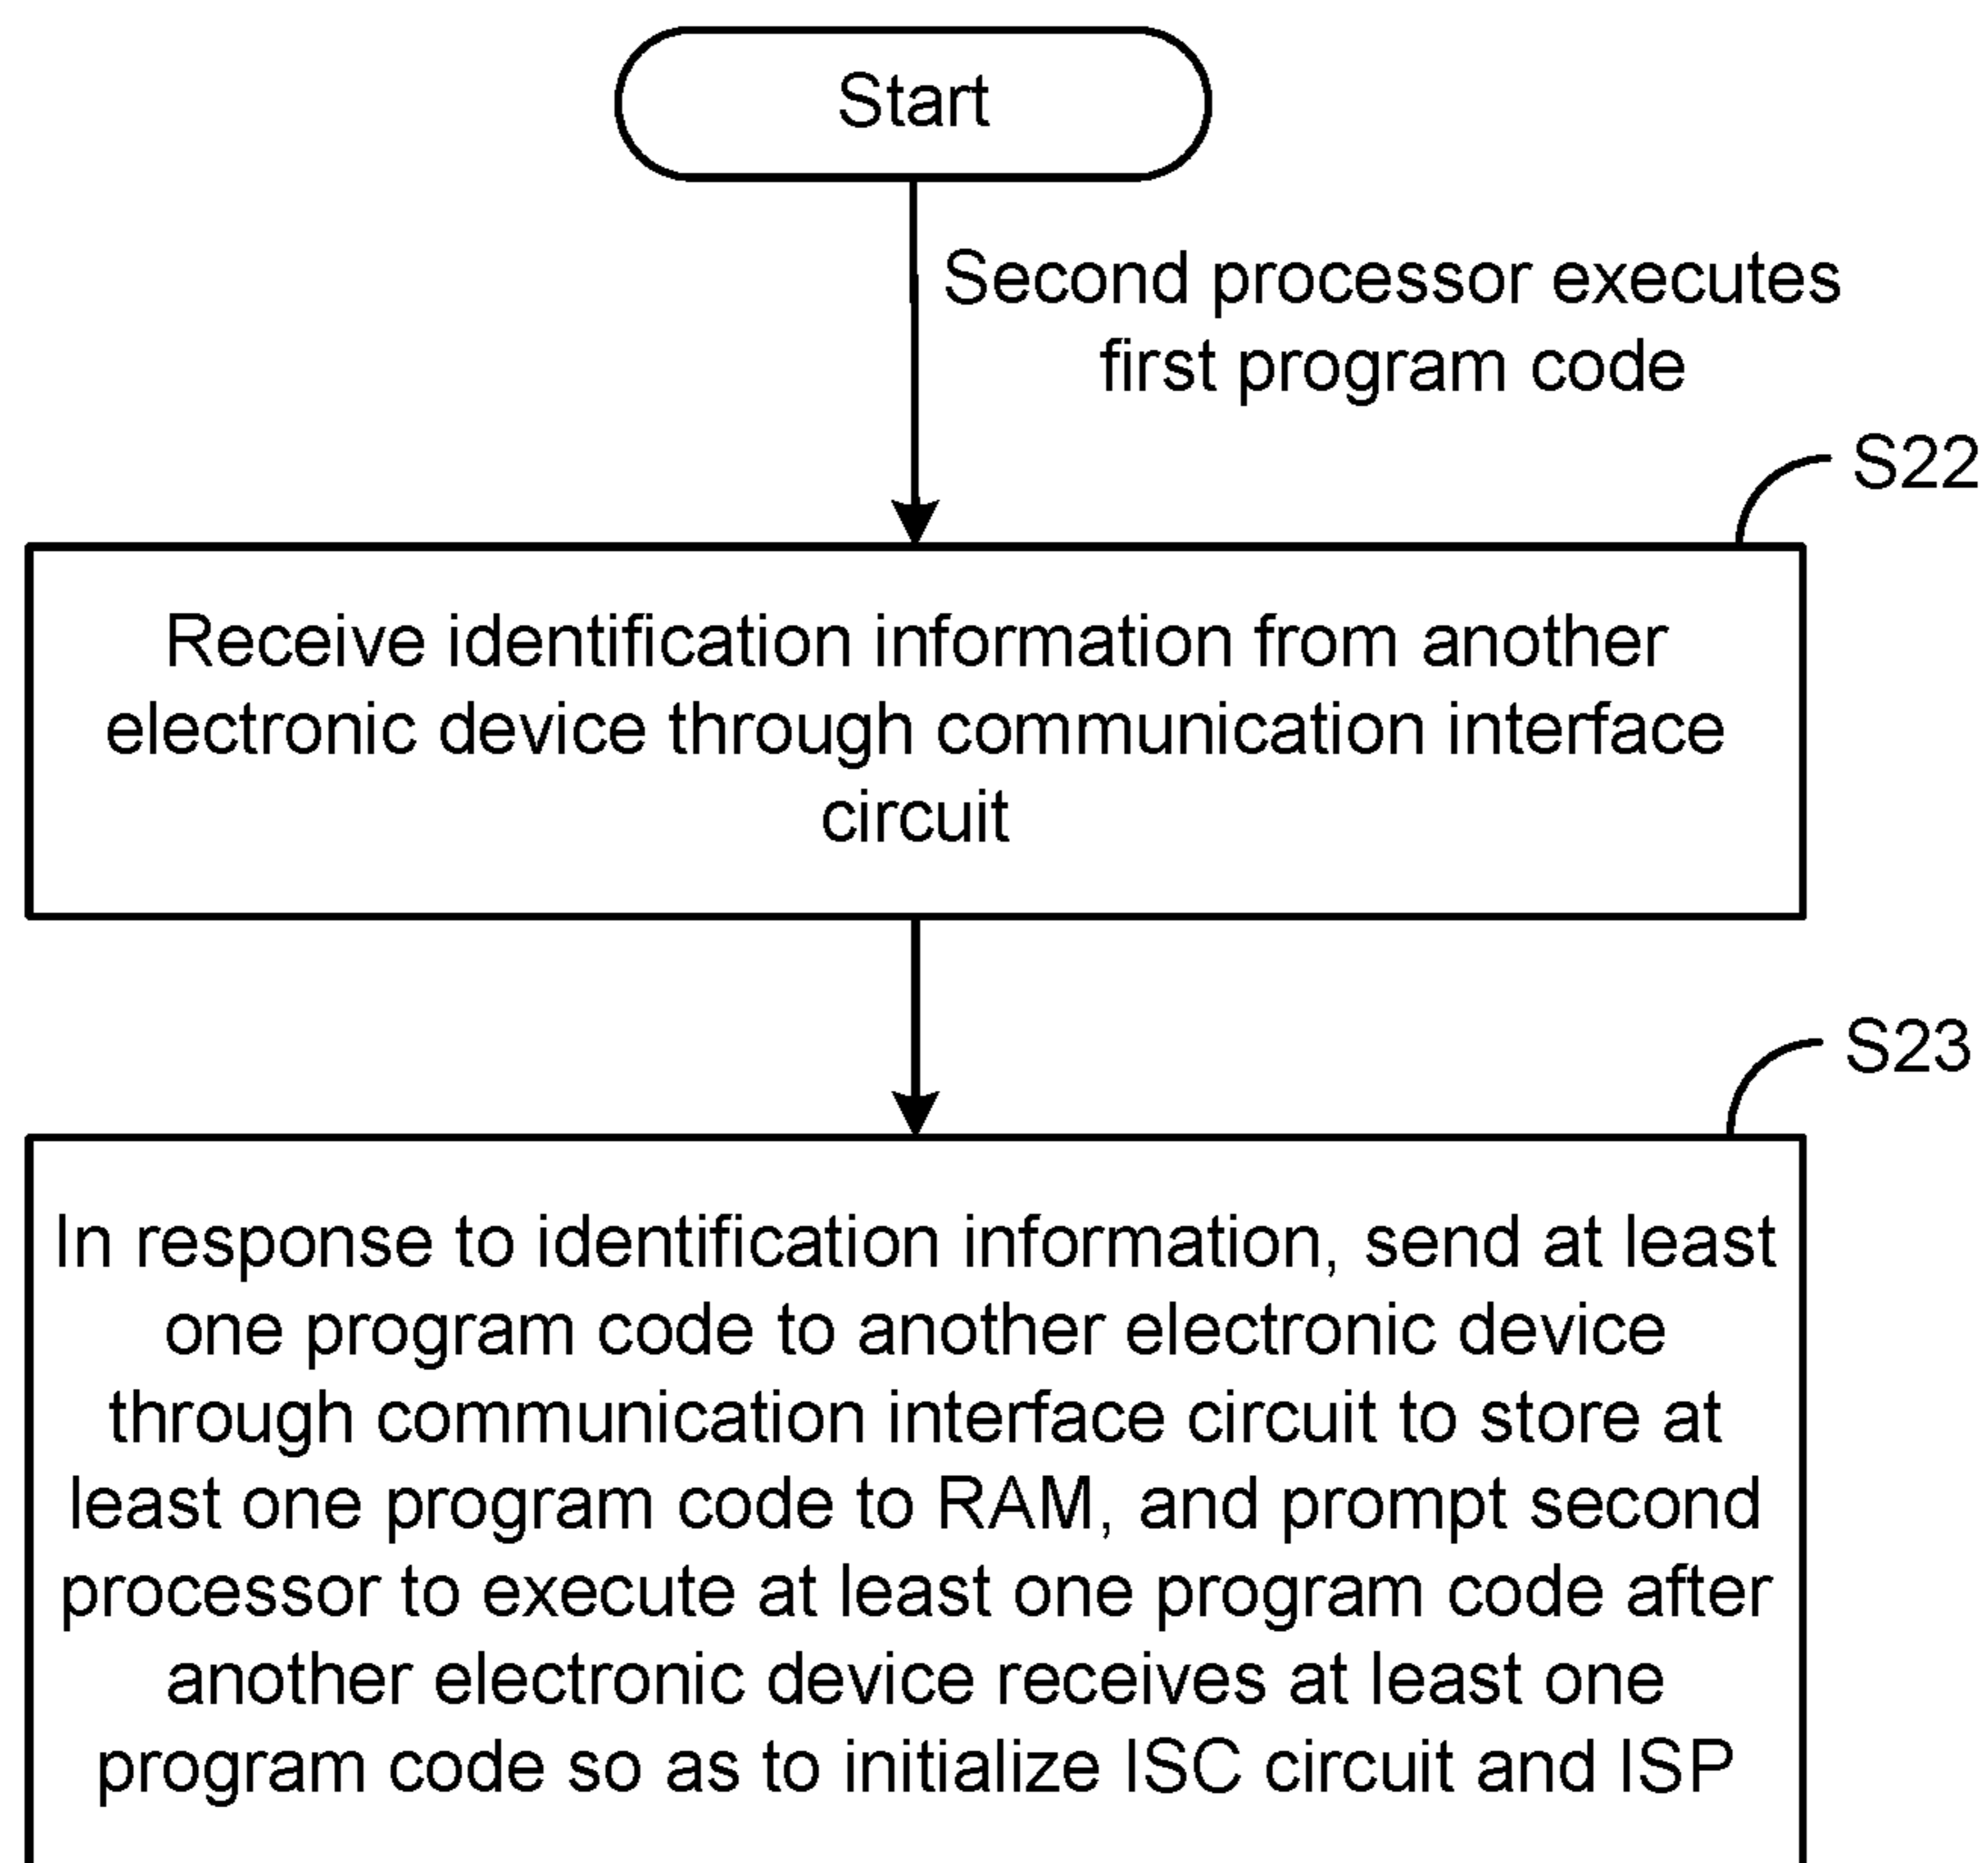 Start
Second processor executes
first program code
S22
Receive identification information from another
electronic device through communication interface
circuit
S23
In response to identification information, send at least
one program code to another electronic device
through communication interface circuit to store at
least one program code to RAM, and prompt second
processor to execute at least one program code after
another electronic device receives at least one
program code so as to initialize ISC circuit and ISP